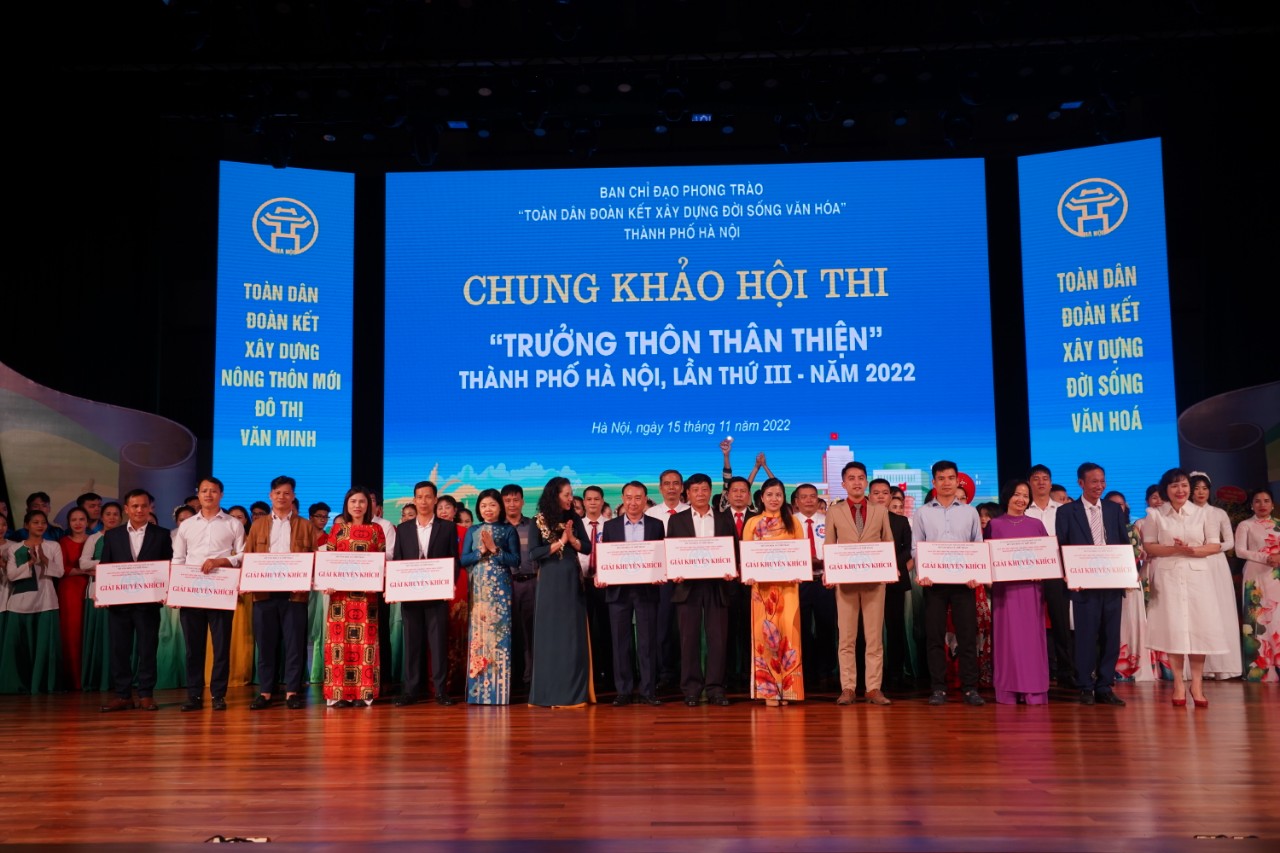 HÀ NỘI
TOÀN DÂN
ĐOÀN KẾT
XÂY DỰNG
NÔNG THÔN MỚI
ĐÔ THỊ
VĂN MINH
BAN CHỈ ĐẠO PHONG TRÀO
“TOÀN DÂN ĐOÀN KẾT XÂY DỰNG ĐỜI SỐNG VĂN HÓA”
THÀNH PHỐ HÀ NỘI
CHUNG KHẢO HỘI THI
“TRƯỞNG THÔN THÂN THIỆN”
THÀNH PHỐ HÀ NỘI, LẦN THỨ III - NĂM 2022
Hà Nội, ngày 15 tháng 11 năm 2022
HÀ NỘI
TOÀN DÂN
ĐOÀN KẾT
XÂY DỰNG
ĐỜI SỐNG
VĂN HOÁ
GIẢI KHUYẾN KHÍCH
GIẢI KHUYẾN KHÍCH
GIẢI KHUYẾN KHÍCH
GIẢI KHUYẾN KHÍCH
GIẢI KHUYẾN KHÍCH
GIẢI KHUYẾN KHÍCH
GIẢI KHUYẾN KHÍCH
GIẢI KHUYẾN KHÍCH
GIẢI KHUYẾN KHÍCH
GIẢI KHUYẾN KHÍCH
GIẢI KHUYẾN KHÍCH
GIẢI KHUYẾN KHÍCH